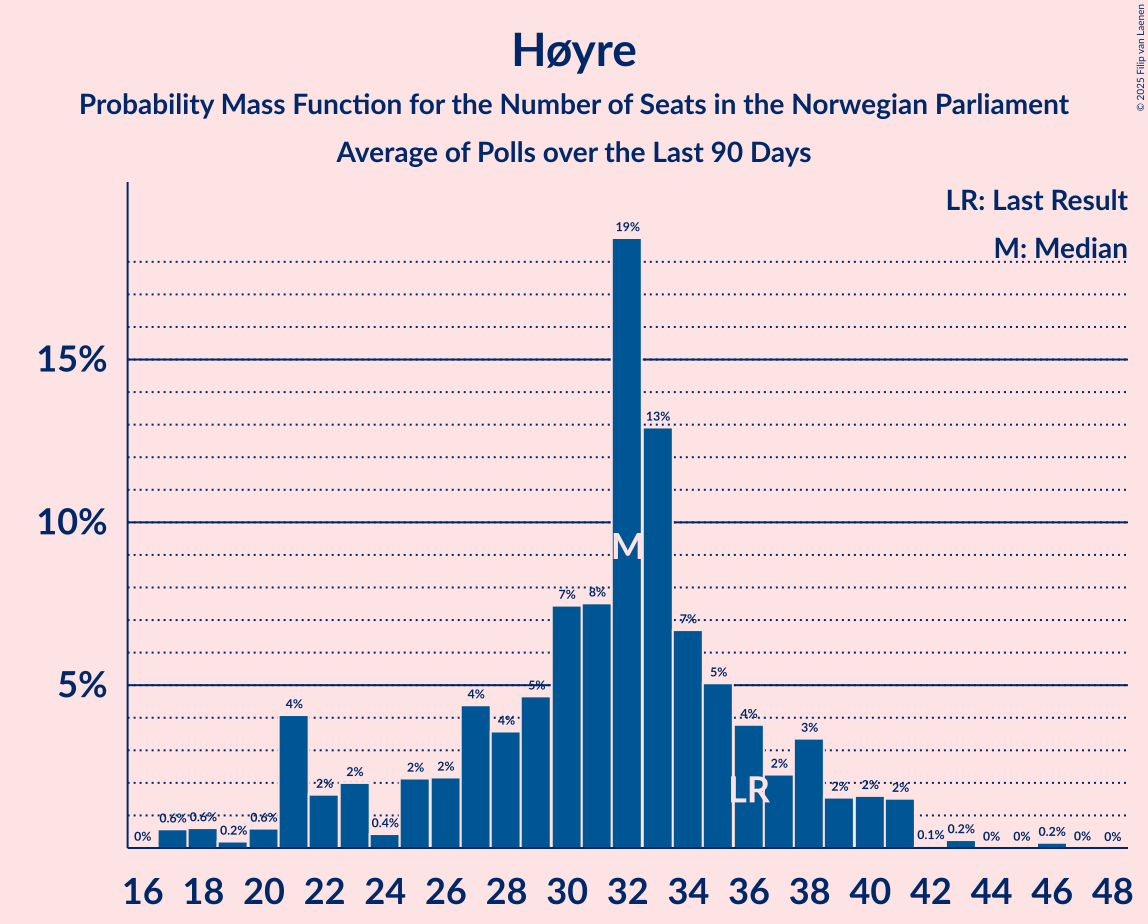 © 2025 Filip van Laenen
Høyre
Probability Mass Function for the Number of Seats in the Norwegian Parliament
Average of Polls over the Last 90 Days
LR: Last Result
M: Median
15%
10%
5%
0% 0.6% 0.6% 0.2% 0.6% 4% 2% 2% 0.4% 2% 2% 4% 4% 5% 7% 8% 19% 13% 7% 5% 4% 2% 3% 2% 2% 2% 0.1% 0.2% 0% 0% 0.2% 0% 0%
M
LR
16 18 20 22 24 26 28 30 32 34 36 38 40 42 44 46 48